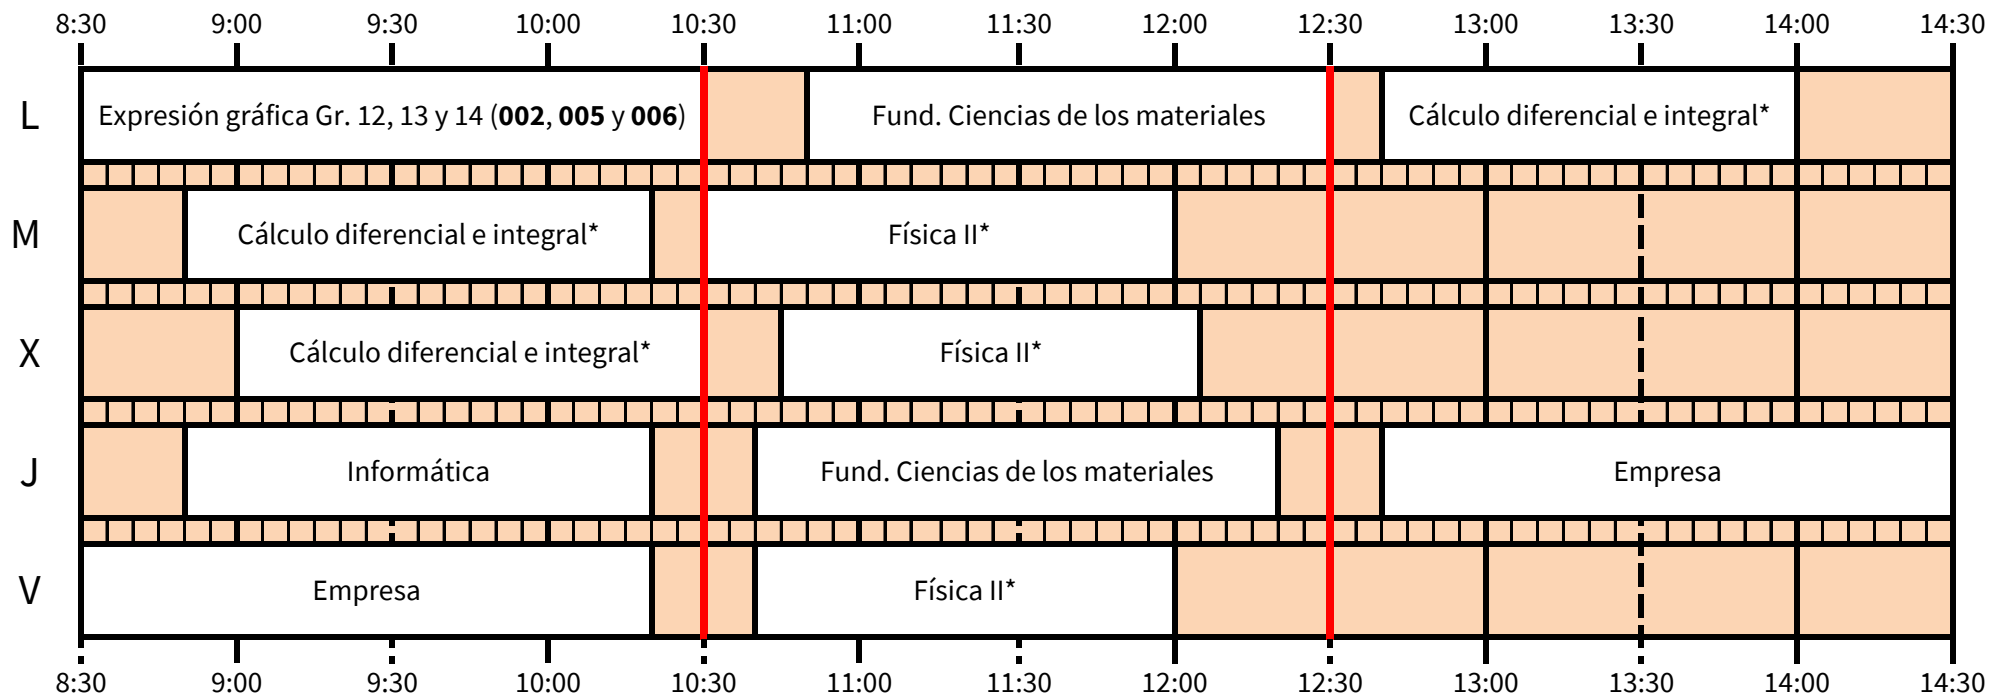 8:30 9:00 9:30 10:00 10:30 11:00 11:30 12:00 12:30 13:00 13:30 14:00 14:30
L Expresión gráfica Gr. 12, 13 y 14 (002, 005 y 006) Fund. Ciencias de los materiales Cálculo diferencial e integral*
M Cálculo diferencial e integral* Física II*
X Cálculo diferencial e integral* Física II*
J Informática Fund. Ciencias de los materiales Empresa
V Empresa Física II*
8:30 9:00 9:30 10:00 10:30 11:00 11:30 12:00 12:30 13:00 13:30 14:00 14:30